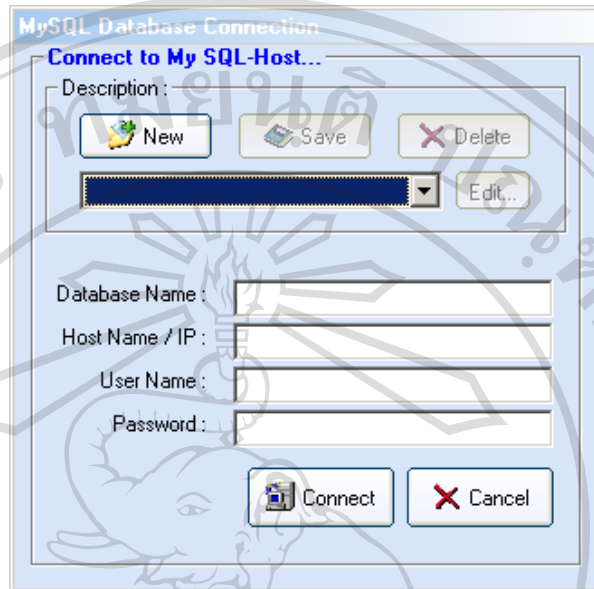 MySQL Database Connection
Connect to My SQL-Host...
Description :
New Save Delete
Edit...
Database Name :
Host Name / IP :
User Name :
Password :
Connect Cancel